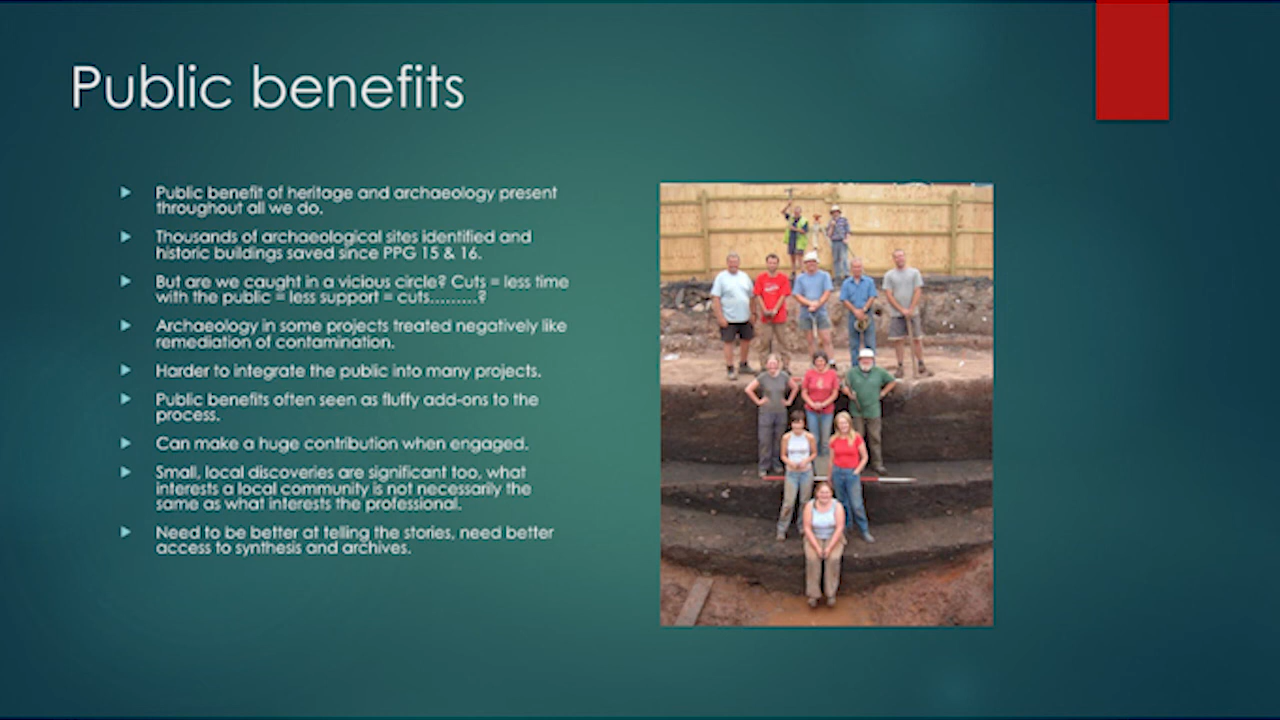 Public benefits
Public benefit of heritage and archaeology present
throughout all we do.
Thousands of archaeological sites identified and
historic buildings saved since PPG 15 & 16.
But are we caught in a vicious circle? Cuts = less time
with the public = less support = cuts.........?
Archaeology in some projects treated negatively like
remediation of contamination.
Harder to integrate the public into many projects.
Public benefits often seen as fluffy add-ons to the
process.
Can make a huge contribution when engaged.
Small, local discoveries are significant too, what
interests a local community is not necessarily the
same as what interests the professional.
Need to be better at telling the stories, need better
access to synthesis and archives.